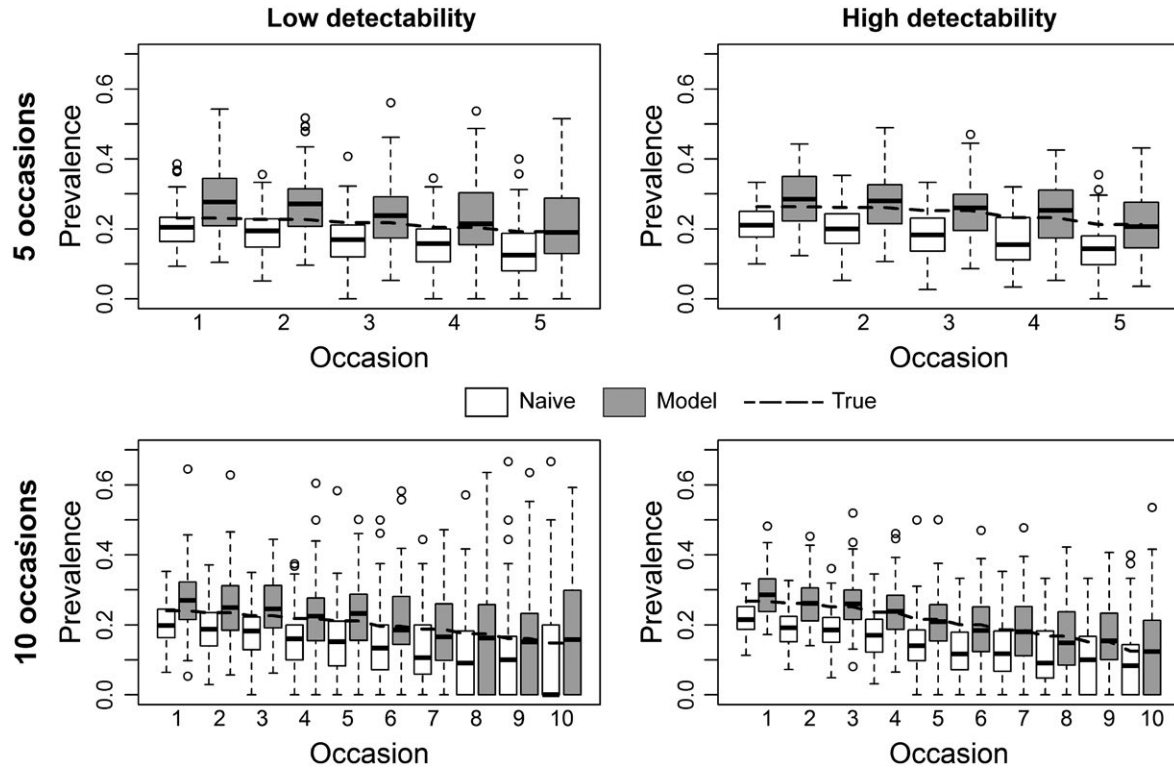 Low detectability
High detectability
5 occasions
Prevalence
0.0 0.2 0.4 0.6
1 2 3 4 5
Occasion
Prevalence
0.0 0.2 0.4 0.6
1 2 3 4 5
Occasion
Naive Model True
10 occasions
Prevalence
0.0 0.2 0.4 0.6
1 2 3 4 5 6 7 8 9 10
Occasion
Prevalence
0.0 0.2 0.4 0.6
1 2 3 4 5 6 7 8 9 10
Occasion